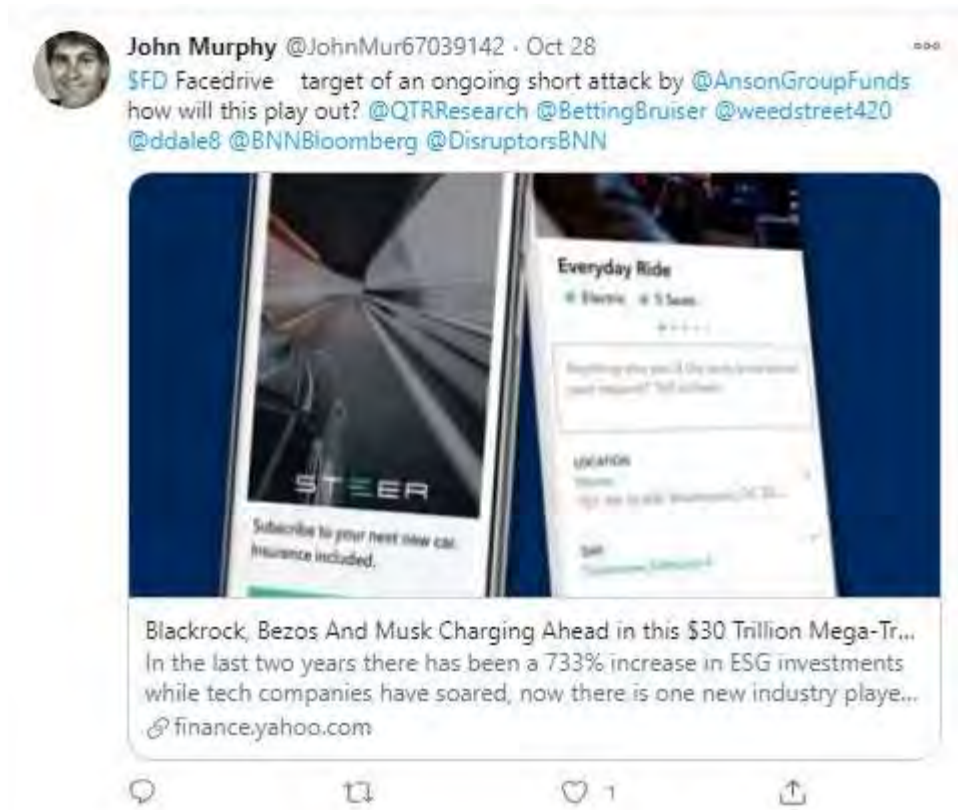 John Murphy @JohnMur67039142 · Oct 28
$FD Facedrive target of an ongoing short attack by @AnsonGroupFunds
how will this play out? @QTRResearch @BettingBruiser @weedstreet420
@ddale8 @BNNBloomberg @DisruptorsBNN
Everyday Ride
Electric 5 Seats
STEER
Subscribe to your next new car.
Insurance included.
LOCATION
Blackrock, Bezos And Musk Charging Ahead in this $30 Trillion Mega-Tr...
In the last two years there has been a 733% increase in ESG investments
while tech companies have soared, now there is one new industry playe...
finance.yahoo.com
1